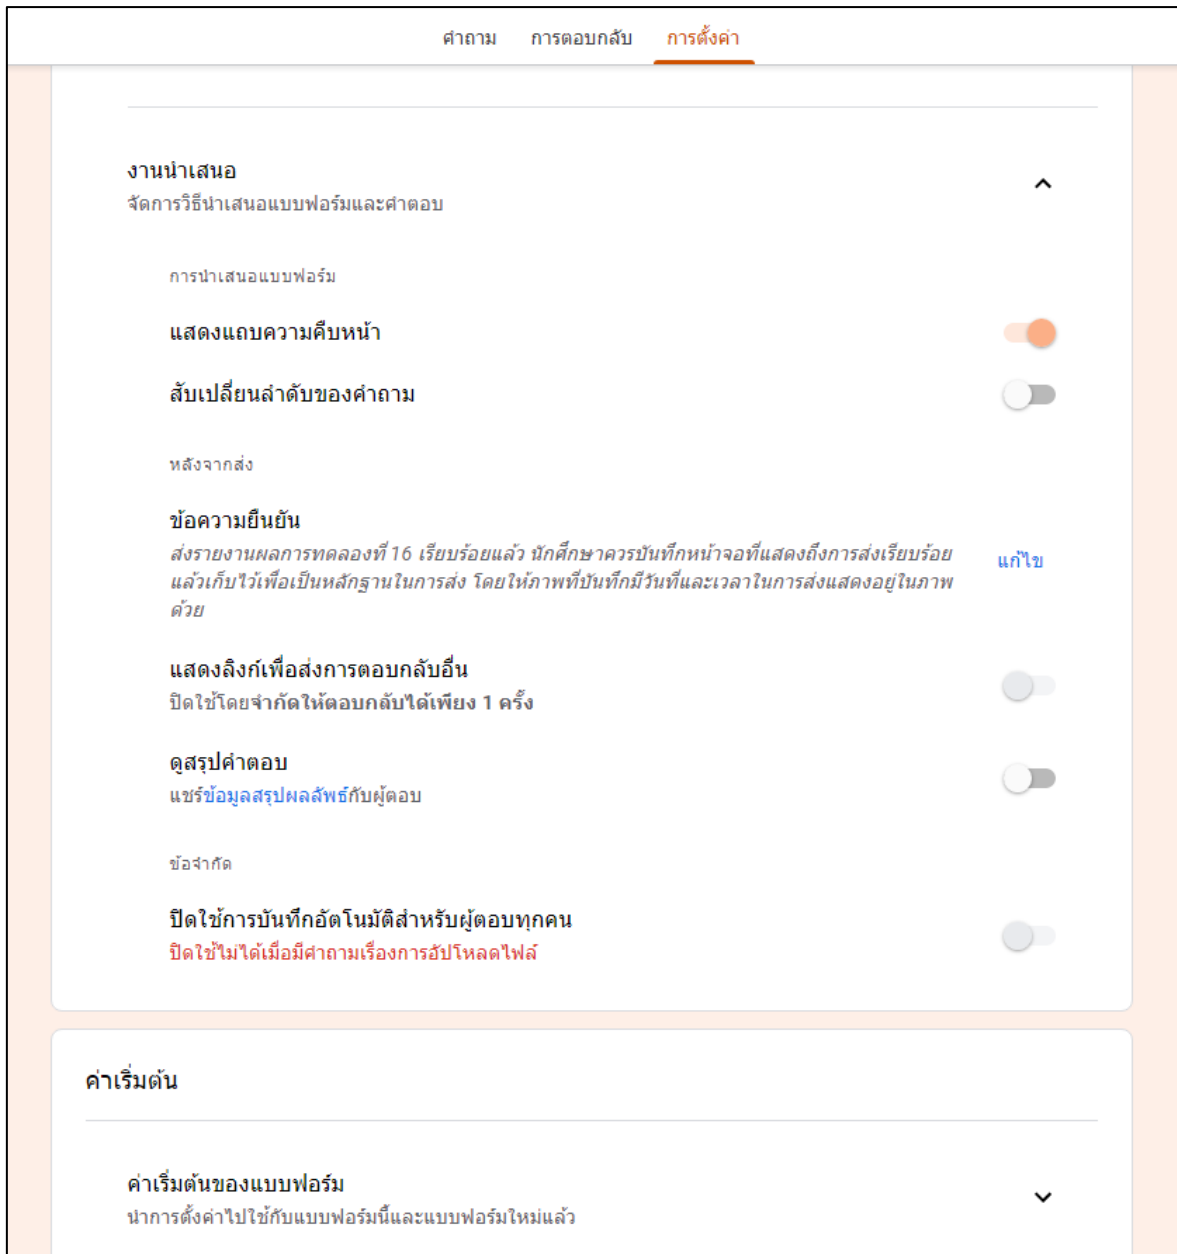 คำถาม การตอบกลับ การตั้งค่า
งานนำเสนอ
จัดการวิธีนำเสนอแบบฟอร์มและคำตอบ
การนำเสนอแบบฟอร์ม
แสดงแถบความคืบหน้า
สับเปลี่ยนลำดับของคำถาม
หลังจากส่ง
ข้อความยืนยัน
ส่งรายงานผลการทดลองที่ 16 เรียบร้อยแล้ว นักศึกษาควรบันทึกหน้าจอที่แสดงถึงการส่งเรียบร้อย
แล้วเก็บไว้เพื่อเป็นหลักฐานในการส่ง โดยให้ภาพที่บันทึกมีวันที่และเวลาในการส่งแสดงอยู่ในภาพ
ด้วย
แก้ไข
แสดงลิงก์เพื่อส่งการตอบกลับอื่น
ปิดใช้โดยจำกัดให้ตอบกลับได้เพียง 1 ครั้ง
ดูสรุปคำตอบ
แชร์ข้อมูลสรุปผลลัพธ์กับผู้ตอบ
ข้อจำกัด
ปิดใช้การบันทึกอัตโนมัติสำหรับผู้ตอบทุกคน
ปิดใช้ไม่ได้เมื่อมีคำถามเรื่องการอัปโหลดไฟล์
ค่าเริ่มต้น
ค่าเริ่มต้นของแบบฟอร์ม
นำการตั้งค่าไปใช้กับแบบฟอร์มนี้และแบบฟอร์มใหม่แล้ว